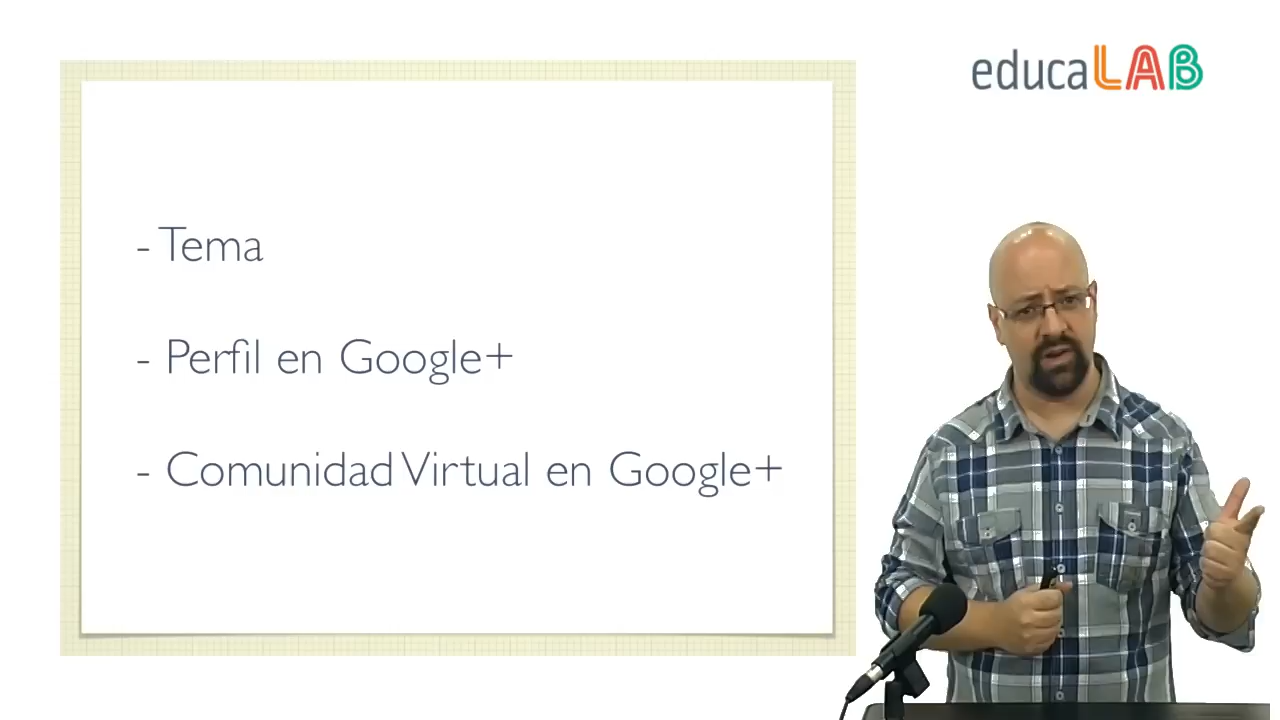 educaLAB
- Tema
- Perfil en Google+
- Comunidad Virtual en Google+